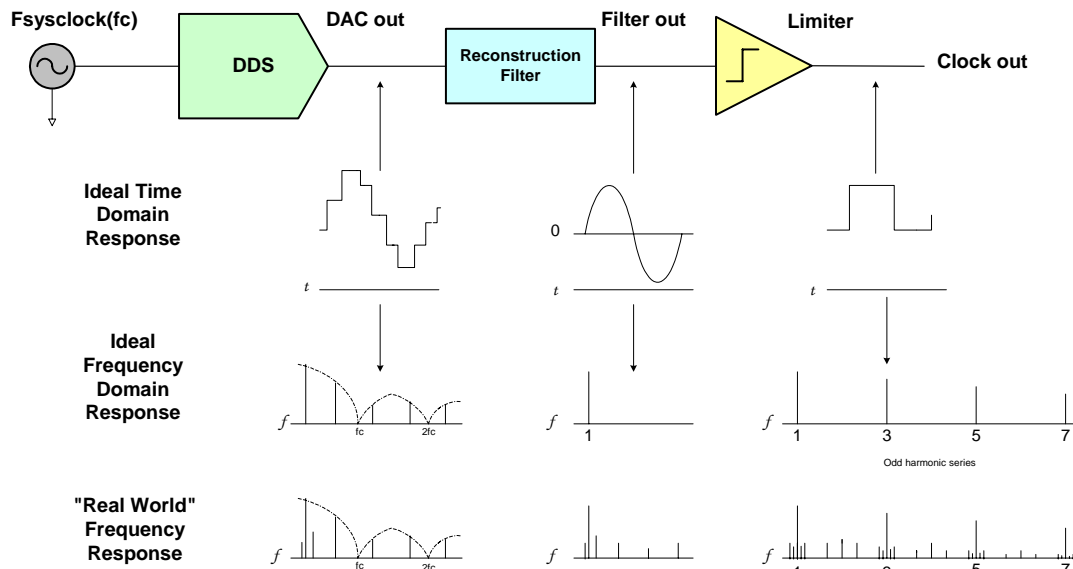 Fsysclock(fc)
DAC out
Filter out
Limiter
DDS
Reconstruction
Filter
Clock out
Ideal Time
Domain
Response
0
t
t
t
Ideal
Frequency
Domain
Response
f
fc
2fc
f
1
f
1
3
5
7
Odd harmonic series
"Real World"
Frequency
Response
f
fc
2fc
f
f
1
3
5
7